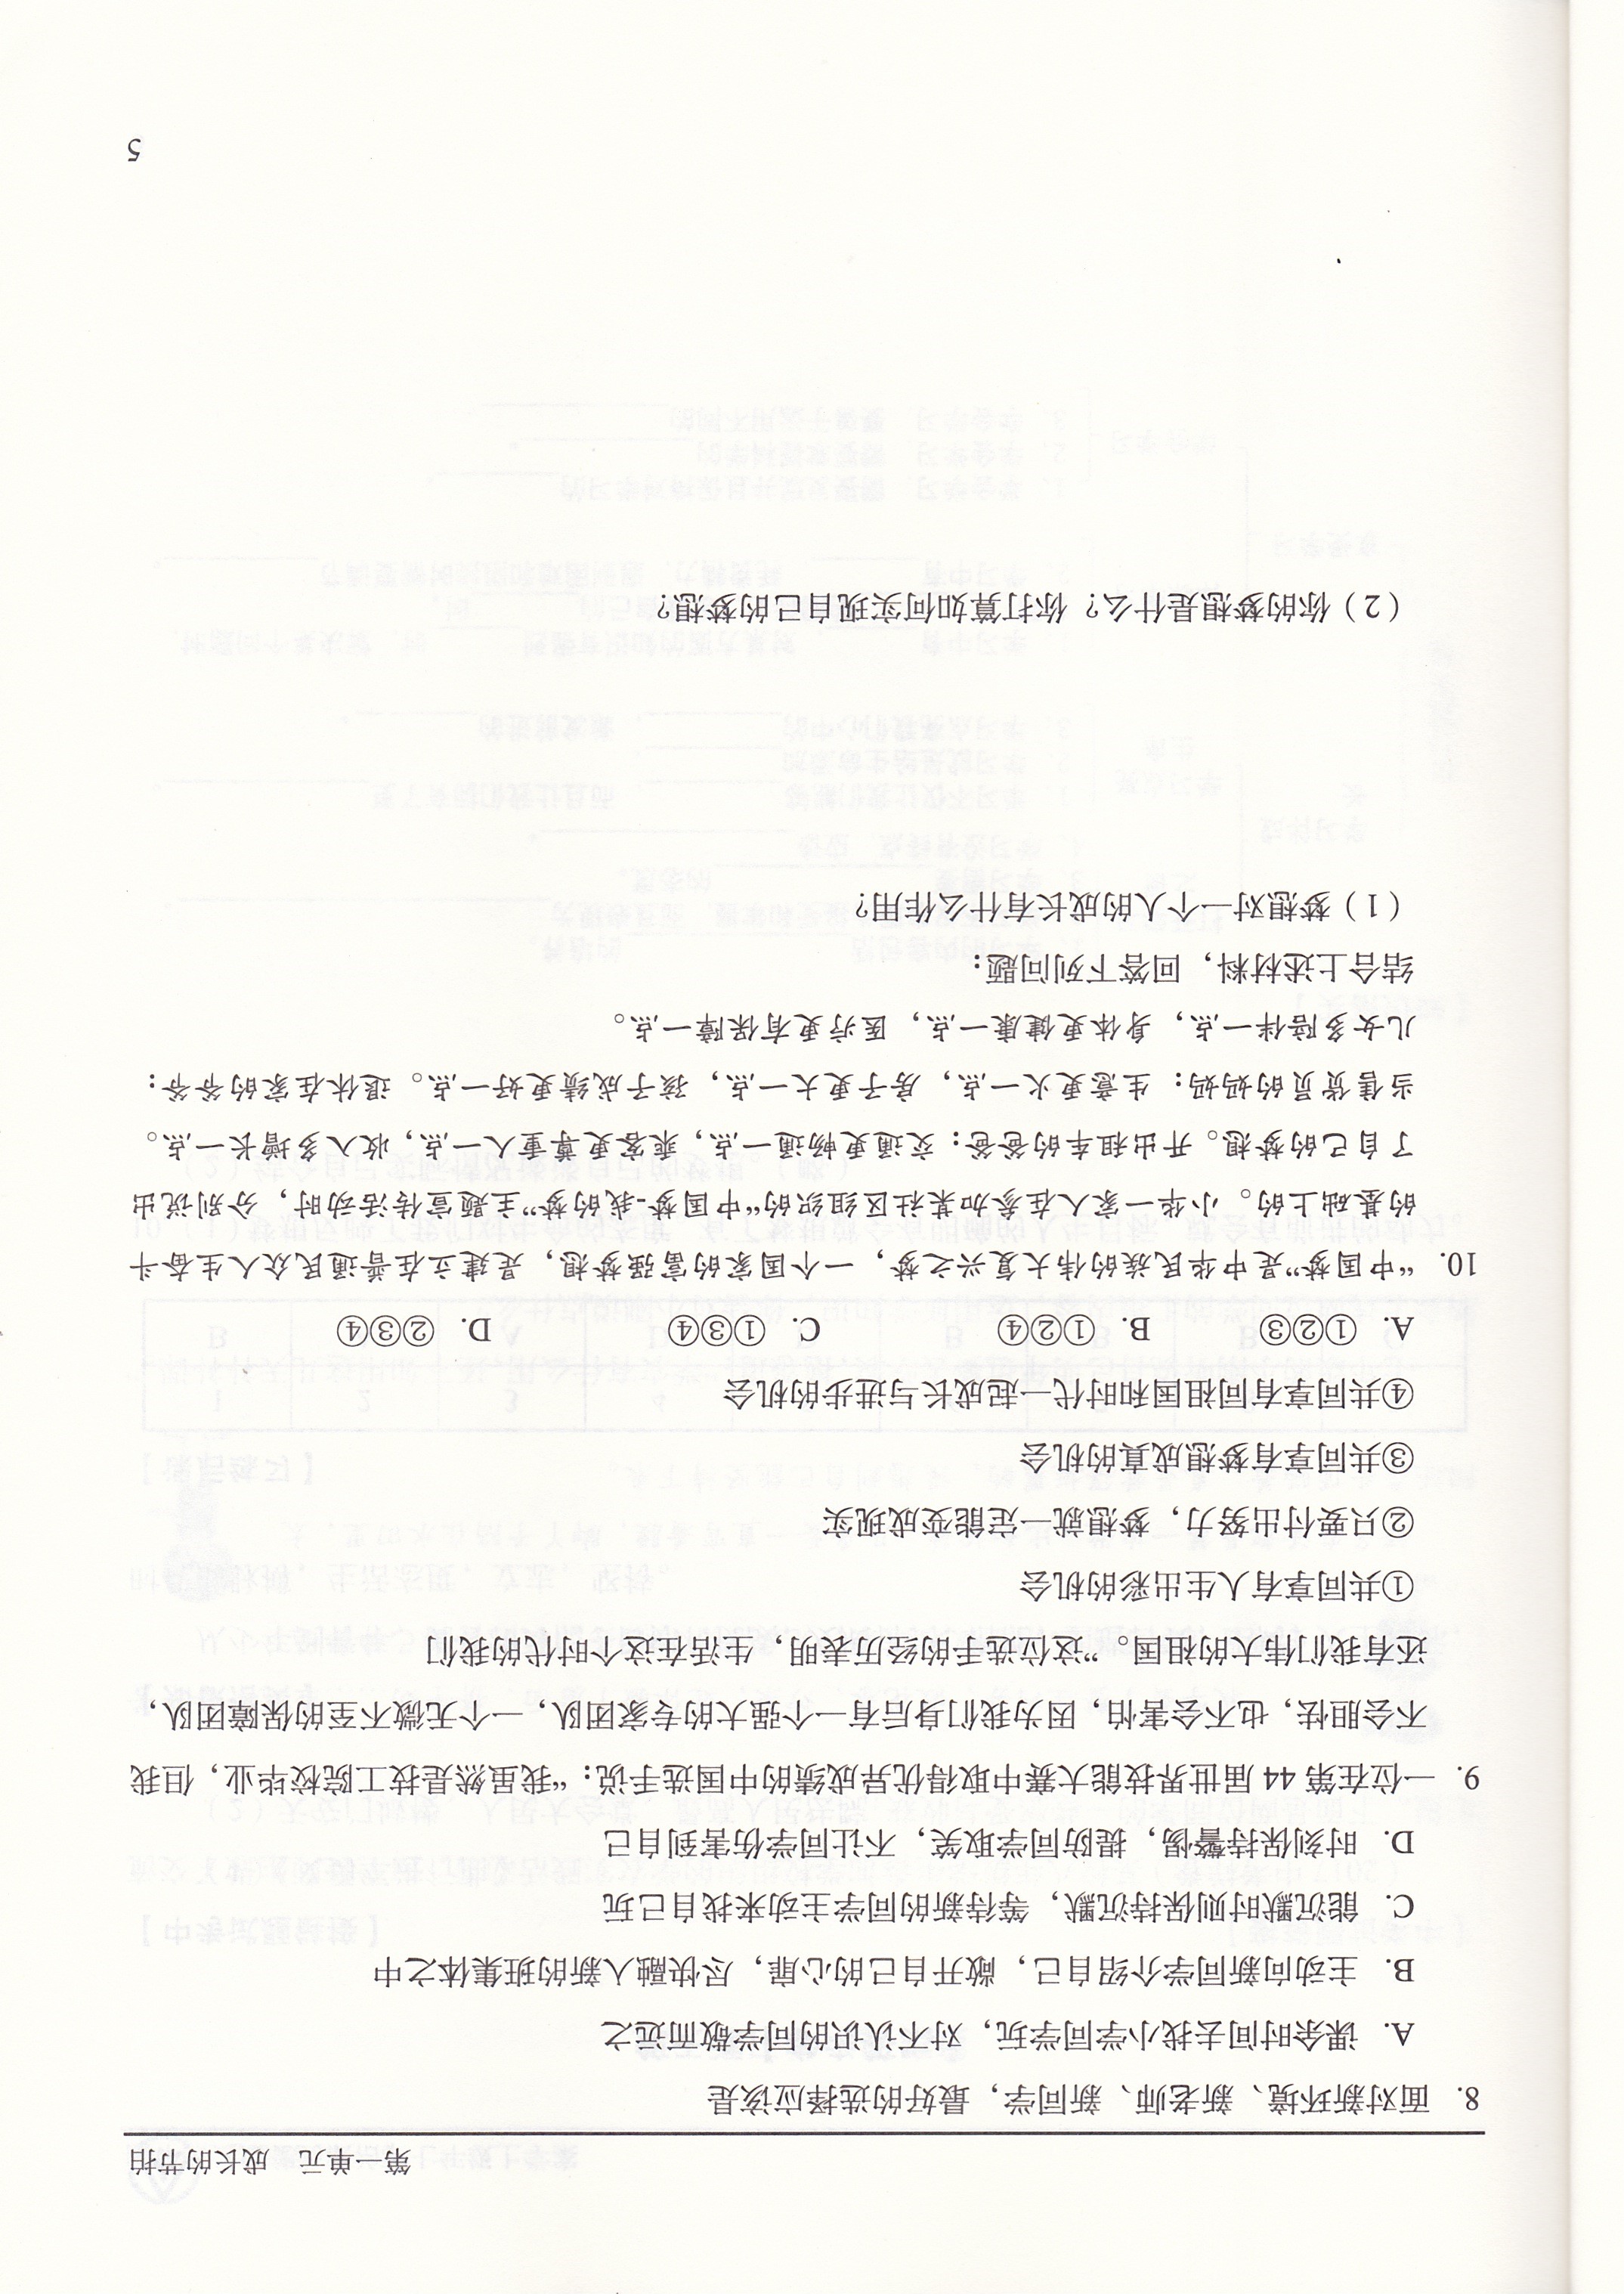 第一单元　成长的节拍
8. 面对新环境、新老师、新同学，最好的选择应该是
A. 课余时间去找小学同学玩，对不认识的同学敬而远之
B. 主动向新同学介绍自己，敞开自己的心扉，尽快融入新的班集体之中
C. 能沉默时则保持沉默，等待新的同学主动来找自己玩
D. 时刻保持警惕，提防同学取笑，不让同学伤害到自己
9. 一位在第 44 届世界技能大赛中取得优异成绩的中国选手说：“我虽然是技工院校毕业，但我
不会胆怯，也不会害怕，因为我们身后有一个强大的专家团队，一个无微不至的保障团队，
还有我们伟大的祖国。”这位选手的经历表明，生活在这个时代的我们
①共同享有人生出彩的机会
②只要付出努力，梦想就一定能变成现实
③共同享有梦想成真的机会
④共同享有同祖国和时代一起成长与进步的机会
A. ①②③ B. ①②④ C. ①③④ D. ②③④
10. “中国梦”是中华民族的伟大复兴之梦，一个国家的富强梦想，是建立在普通民众人生奋斗
的基础上的。小华一家人在参加某社区组织的“中国梦-我的梦”主题宣传活动时，分别说出
了自己的梦想。开出租车的爸爸：交通更畅通一点，乘客更尊重人一点，收入多增长一点。
当售货员的妈妈：生意更火一点，房子更大一点，孩子成绩更好一点。退休在家的爷爷：
儿女多陪伴一点，身体更健康一点，医疗更有保障一点。
结合上述材料，回答下列问题：
（1）梦想对一个人的成长有什么作用？
（2）你的梦想是什么？你打算如何实现自己的梦想？
5